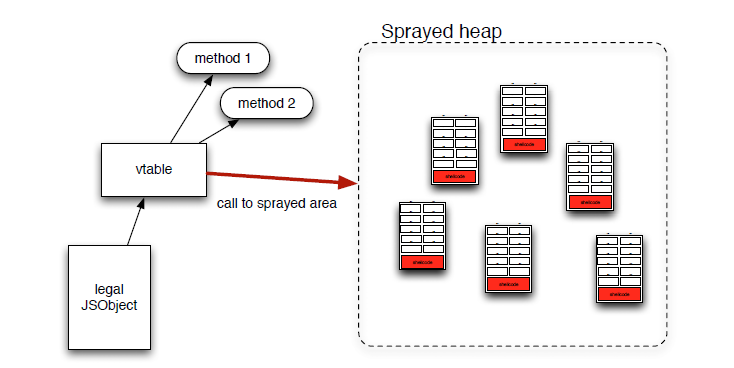 Sprayed heap
method 1
method 2
vtable
call to sprayed area
legal
JSObject
shellcode
shellcode
shellcode
shellcode
shellcode
shellcode